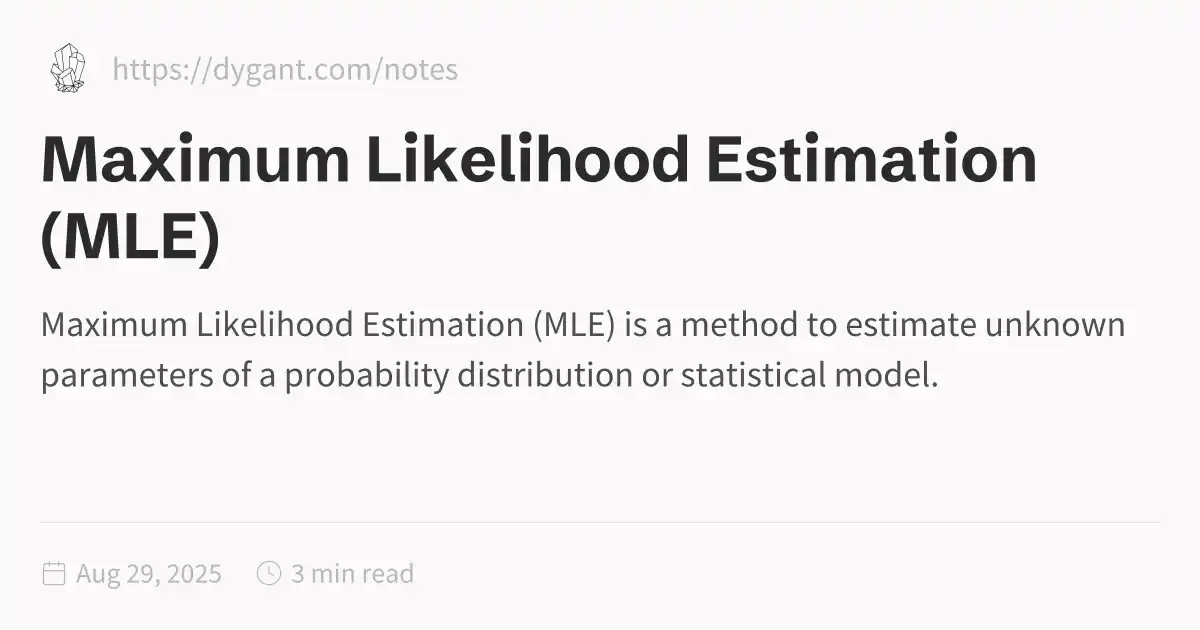 https://dygant.com/notes
Maximum Likelihood Estimation
(MLE)
Maximum Likelihood Estimation (MLE) is a method to estimate unknown
parameters of a probability distribution or statistical model.
Aug 29, 2025 3 min read